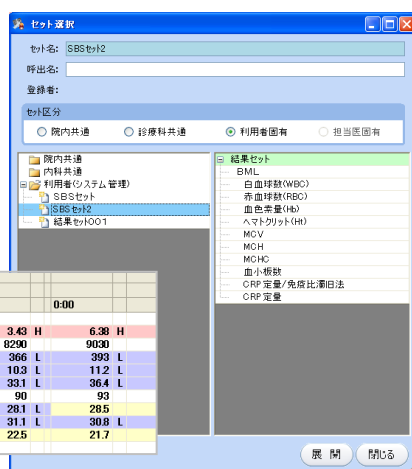 セット選択
セット名: SBSセット2
呼出名:
登録者:
セット区分
院内共通 診療科共通 利用者固有 担当医固有
院内共通
内科共通
利用者(システム管理)
SBSセット
SBSセット2
結果セット001
結果セット
BML
白血球数(WBC)
赤血球数(RBC)
血色素量(Hb)
ヘマトクリット(Ht)
MCV
MCH
MCHC
血小板数
CRP定量/免疫比濁旧法
CRP定量
0:00
3.43 H 6.38 H
8290 9030
366 L 393 L
10.3 L 11.2 L
33.1 L 36.4 L
90 93
28.1 L 28.5
31.1 L 30.8 L
22.5 21.7
展開 閉じる